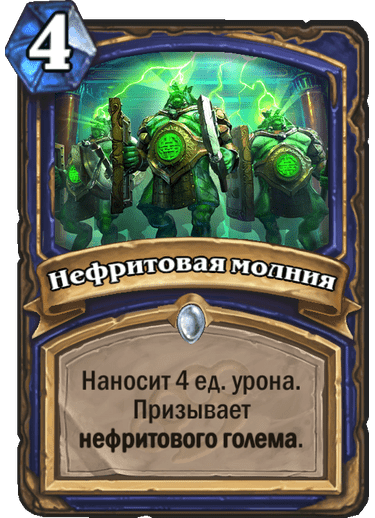 4
Нефритовая молния
Наносит 4 ед. урона.
Призывает
нефритового голема.